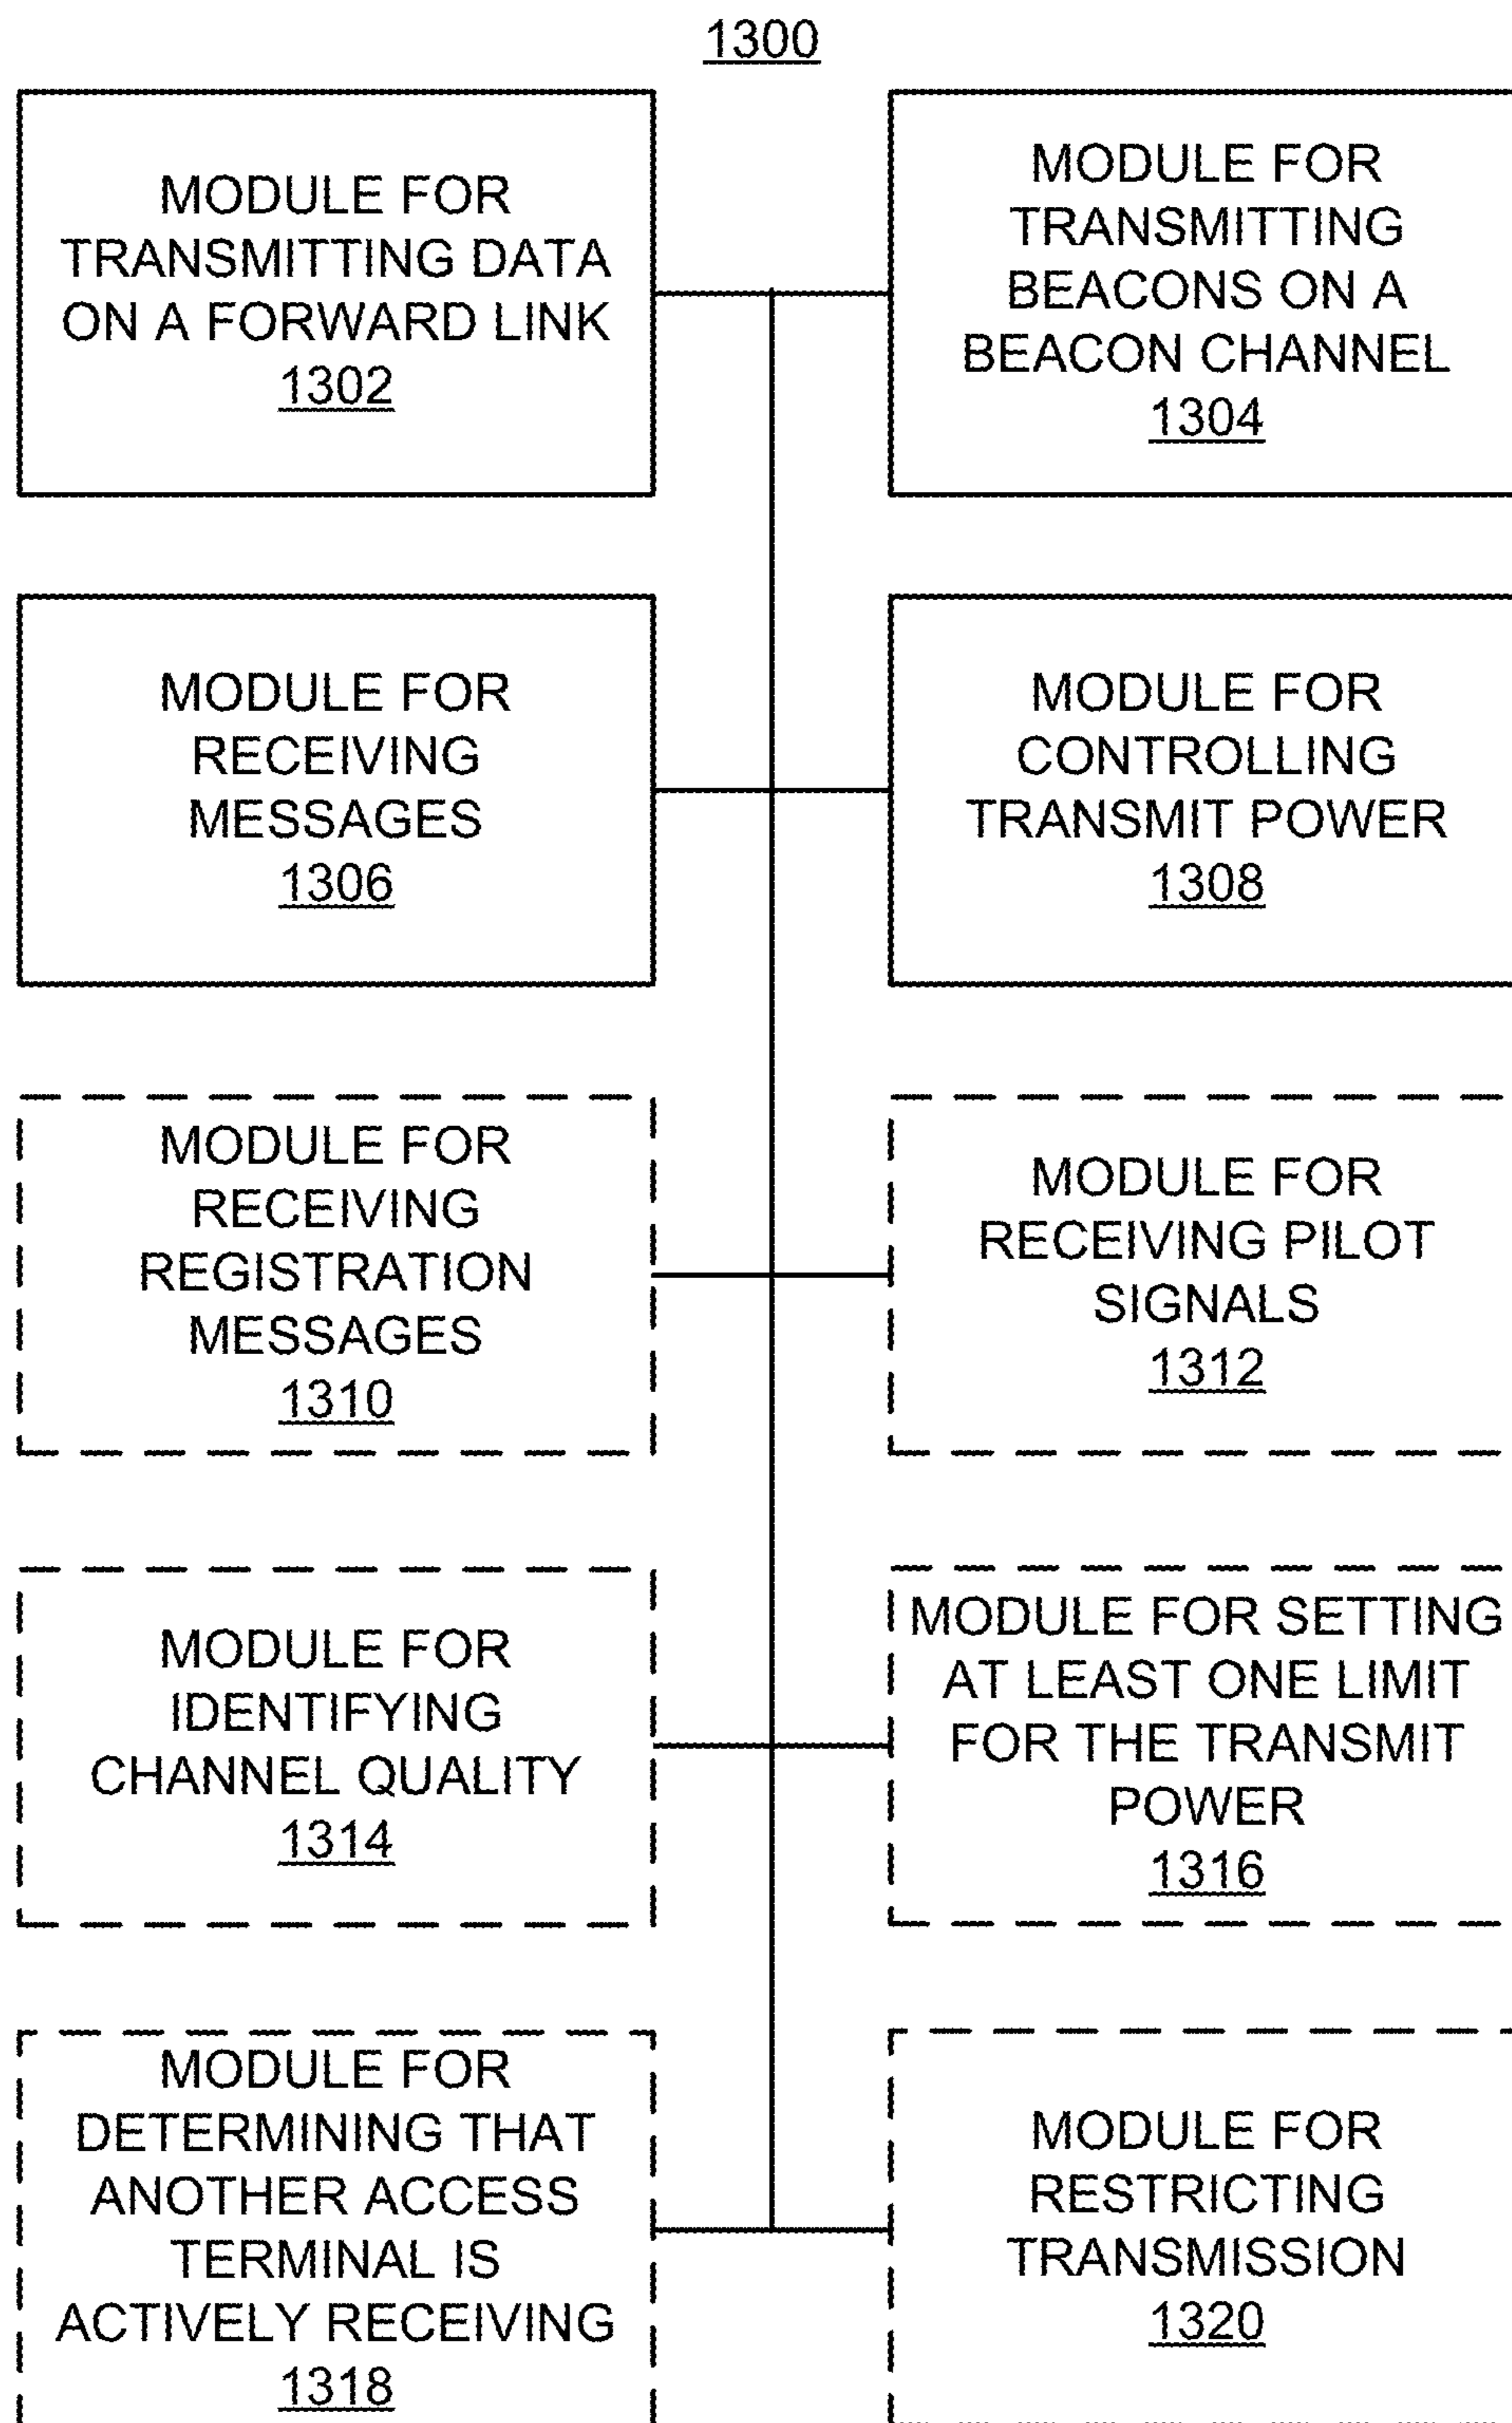 1300
MODULE FOR
TRANSMITTING DATA
ON A FORWARD LINK
1302
MODULE FOR
TRANSMITTING
BEACONS ON A
BEACON CHANNEL
1304
MODULE FOR
RECEIVING
MESSAGES
1306
MODULE FOR
CONTROLLING
TRANSMIT POWER
1308
MODULE FOR
RECEIVING
REGISTRATION
MESSAGES
1310
MODULE FOR
RECEIVING PILOT
SIGNALS
1312
MODULE FOR
IDENTIFYING
CHANNEL QUALITY
1314
MODULE FOR SETTING
AT LEAST ONE LIMIT
FOR THE TRANSMIT
POWER
1316
MODULE FOR
DETERMINING THAT
ANOTHER ACCESS
TERMINAL IS
ACTIVELY RECEIVING
1318
MODULE FOR
RESTRICTING
TRANSMISSION
1320